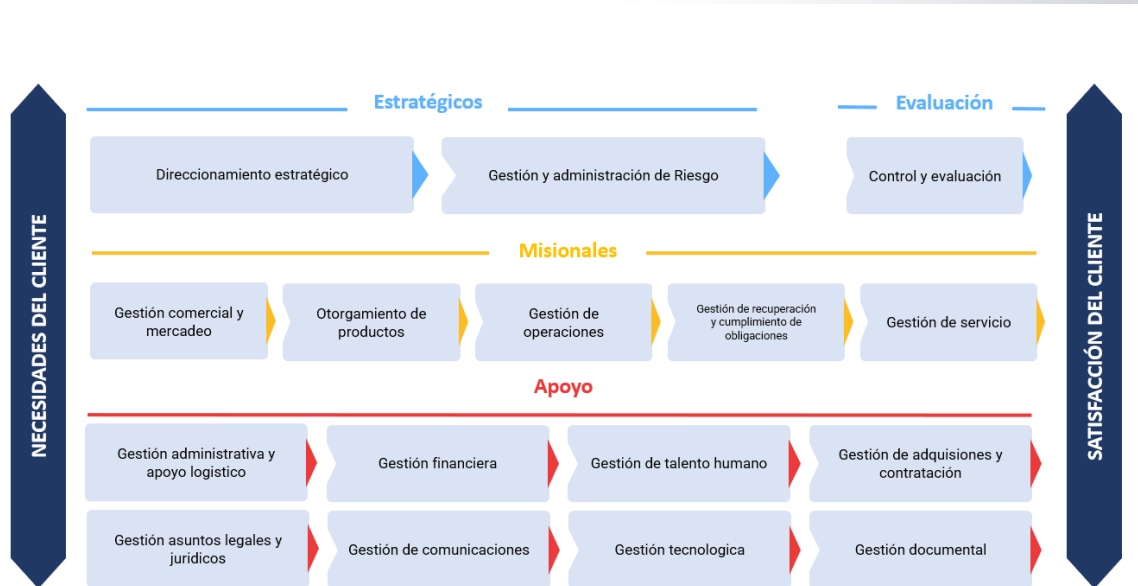 Estratégicos
Evaluación
Direccionamiento estratégico
Gestión y administración de Riesgo
Control y evaluación
NECESIDADES DEL CLIENTE
Misionales
Gestión comercial y
mercadeo
Otorgamiento de
productos
Gestión de
operaciones
Gestión de recuperación
y cumplimiento de
obligaciones
Gestión de servicio
SATISFACCIÓN DEL CLIENTE
Apoyo
Gestión administrativa y
apoyo logistico
Gestión financiera
Gestión de talento humano
Gestión de adquisiciones y
contratación
Gestión asuntos legales y
juridicos
Gestión de comunicaciones
Gestión tecnologica
Gestión documental